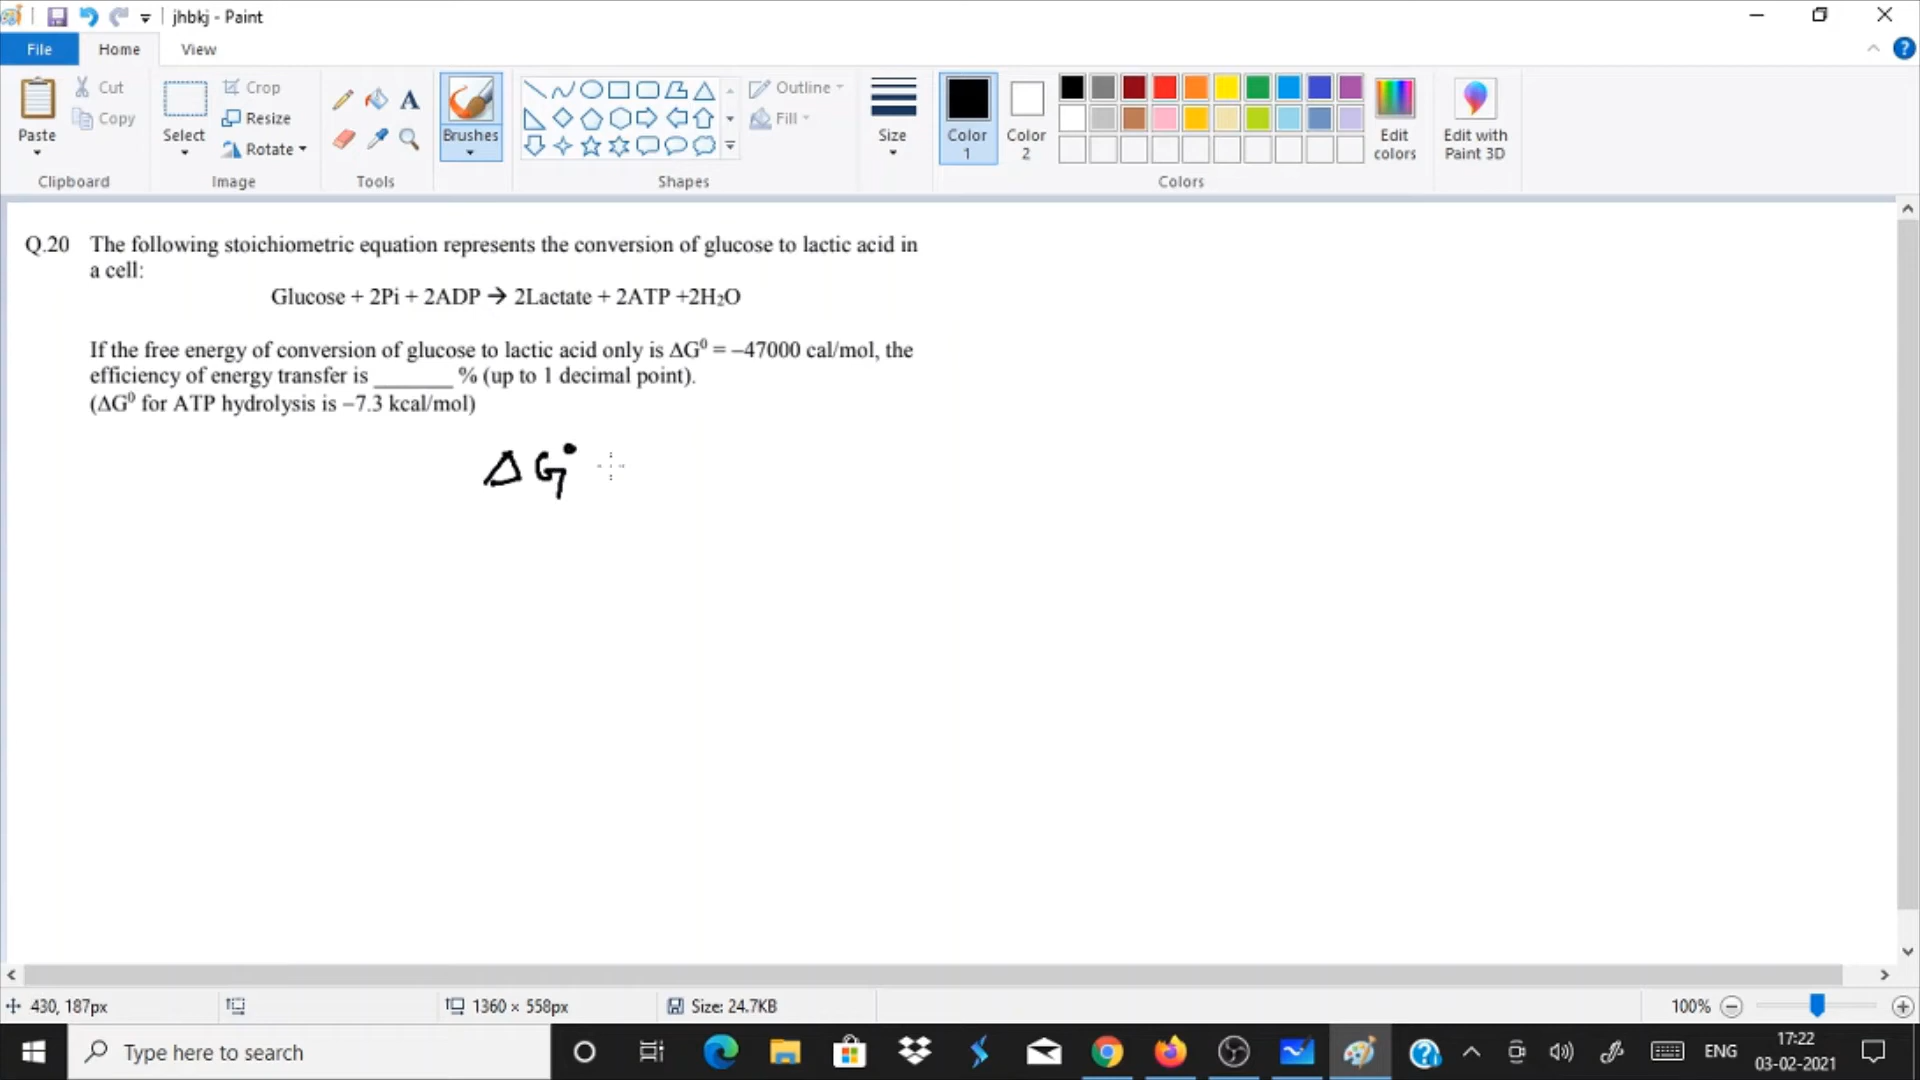 jhbkj - Paint
File Home View
Paste Cut Copy Clipboard
Select Crop Resize Rotate Image
Tools
Brushes
Shapes
Outline Fill
Size
Color 1 Color 2 Edit colors Colors
Edit with Paint 3D
Q.20 The following stoichiometric equation represents the conversion of glucose to lactic acid in
a cell:
Glucose + 2Pi + 2ADP → 2Lactate + 2ATP +2H₂O
If the free energy of conversion of glucose to lactic acid only is ΔG⁰ = –47000 cal/mol, the
efficiency of energy transfer is _______ % (up to 1 decimal point).
(ΔG⁰ for ATP hydrolysis is –7.3 kcal/mol)
ΔG°
430, 187px 1360 × 558px Size: 24.7KB 100%
Type here to search ENG 17:22
03-02-2021